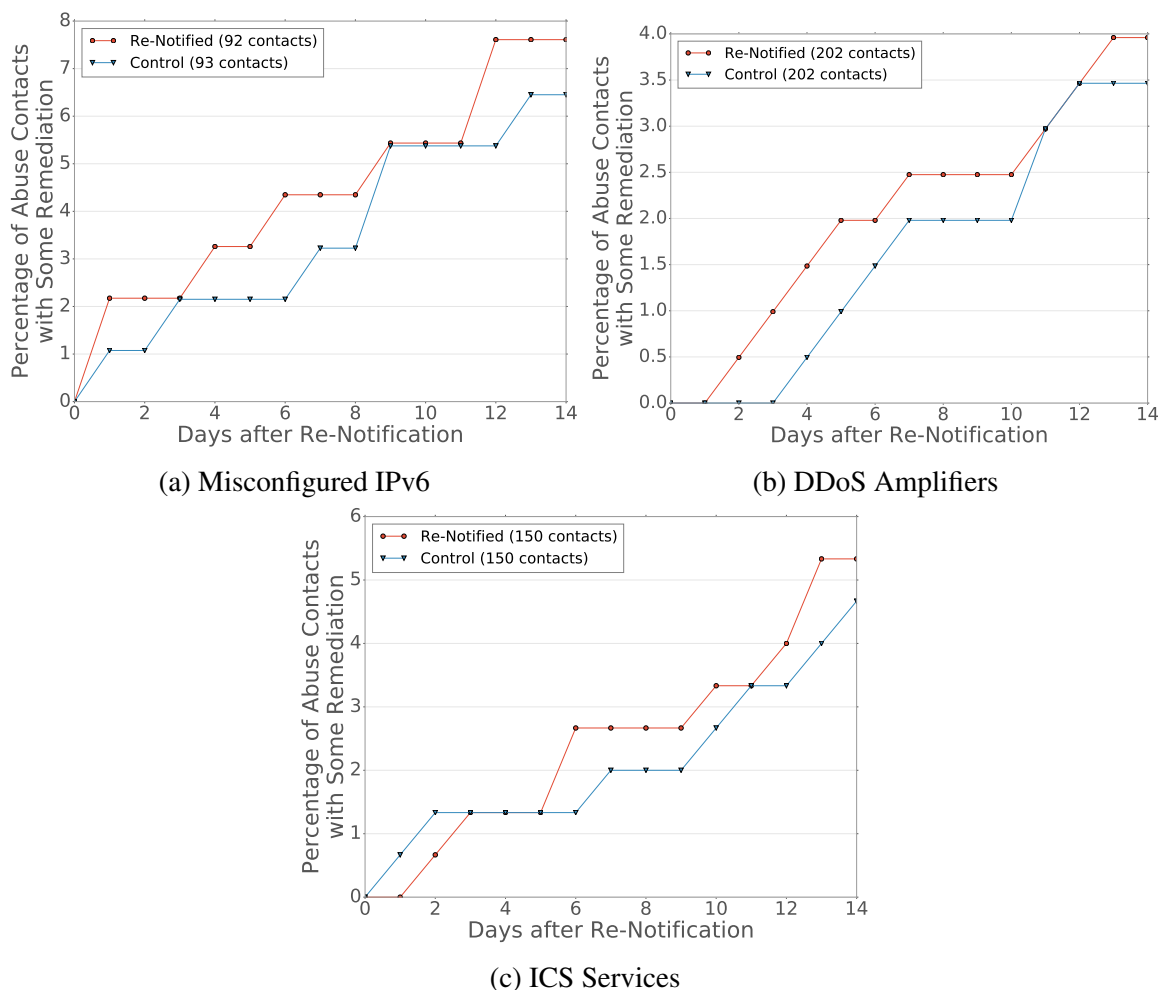 8
7
6
5
4
3
2
1
0
Percentage of Abuse Contacts
with Some Remediation
Re-Notified (92 contacts)
Control (93 contacts)
0 2 4 6 8 10 12 14
Days after Re-Notification
(a) Misconfigured IPv6
4.0
3.5
3.0
2.5
2.0
1.5
1.0
0.5
0.0
Percentage of Abuse Contacts
with Some Remediation
Re-Notified (202 contacts)
Control (202 contacts)
0 2 4 6 8 10 12 14
Days after Re-Notification
(b) DDoS Amplifiers
6
5
4
3
2
1
0
Percentage of Abuse Contacts
with Some Remediation
Re-Notified (150 contacts)
Control (150 contacts)
0 2 4 6 8 10 12 14
Days after Re-Notification
(c) ICS Services